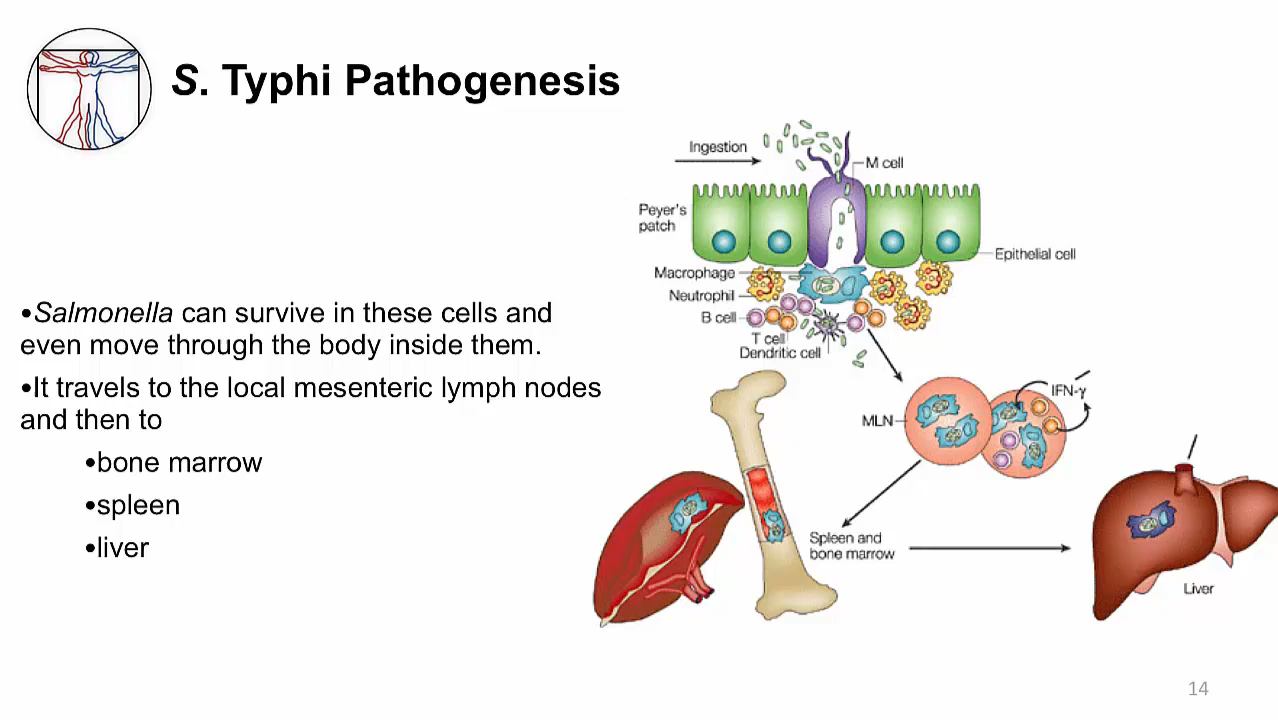 S. Typhi Pathogenesis
•Salmonella can survive in these cells and
even move through the body inside them.
•It travels to the local mesenteric lymph nodes
and then to
•bone marrow
•spleen
•liver
Ingestion
M cell
Peyer's
patch
Epithelial cell
Macrophage
Neutrophil
B cell
T cell
Dendritic cell
IFN-γ
MLN
Spleen and
bone marrow
Liver
14